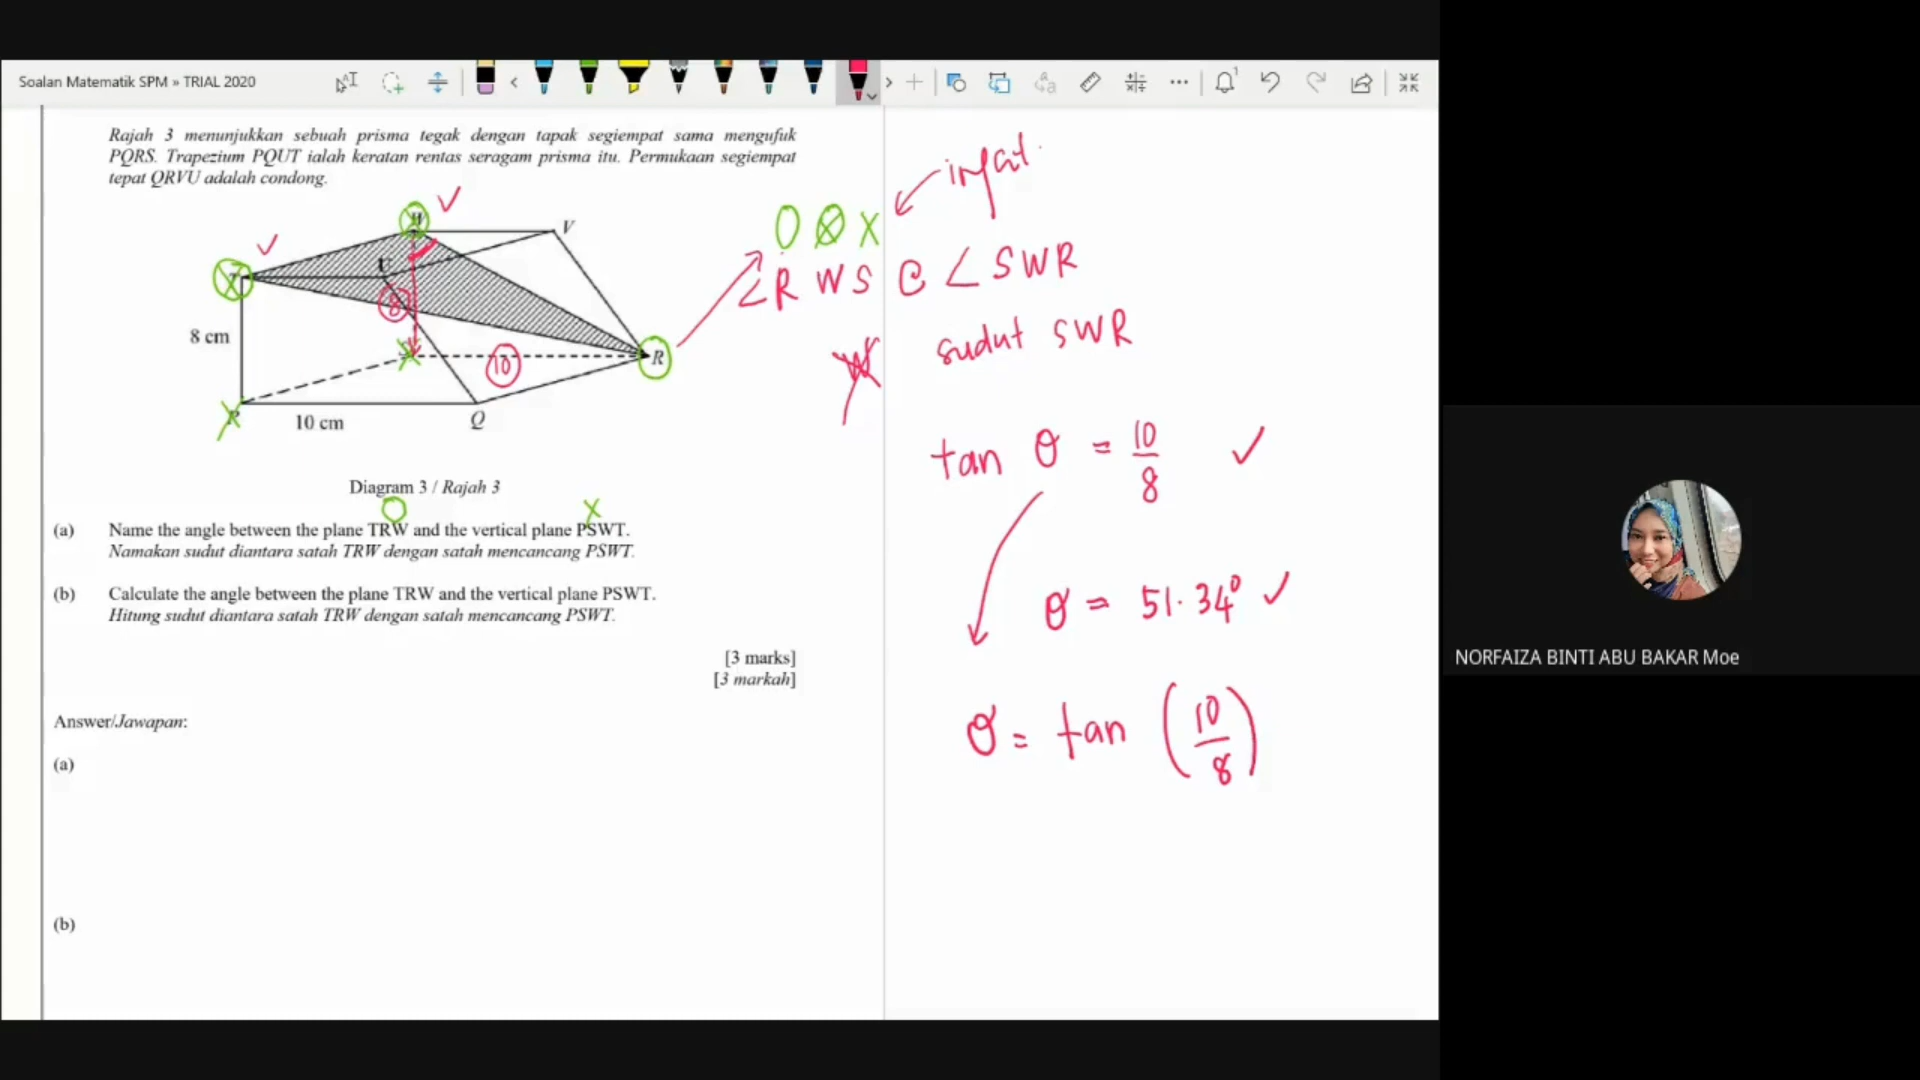 Soalan Matematik SPM » TRIAL 2020
Rajah 3 menunjukkan sebuah prisma tegak dengan tapak segiempat sama mengufuk
PQRS. Trapezium PQUT ialah keratan rentas seragam prisma itu. Permukaan segiempat
tepat QRVU adalah condong.
V
U
8
8 cm
R
10
P
10 cm
Q
Diagram 3 / Rajah 3
(a) Name the angle between the plane TRW and the vertical plane PSWT.
Namakan sudut diantara satah TRW dengan satah mencancang PSWT.
(b) Calculate the angle between the plane TRW and the vertical plane PSWT.
Hitung sudut diantara satah TRW dengan satah mencancang PSWT.
[3 marks]
[3 markah]
Answer/Jawapan:
(a)
(b)
ingat
O ⊗ X
∠RWS @ ∠SWR
sudut SWR
tan θ = 10/8 ✓
θ = 51.34° ✓
θ = tan (10/8)
NORFAIZA BINTI ABU BAKAR Moe